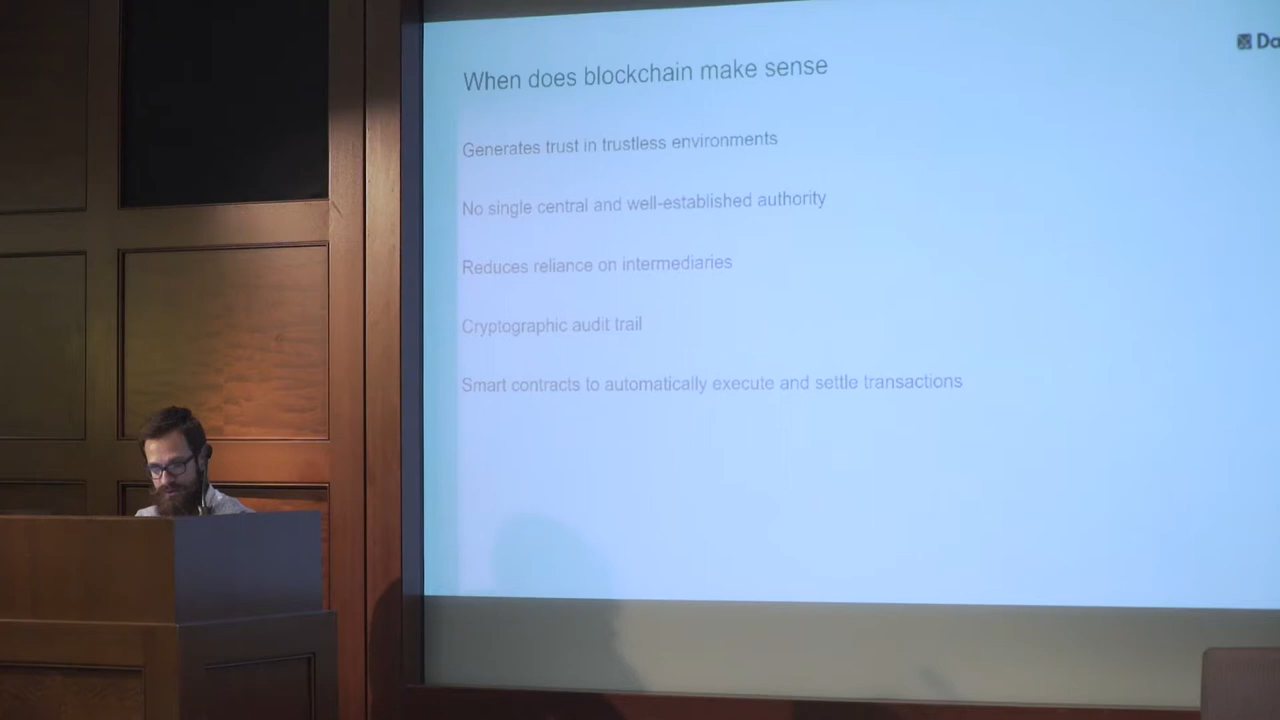 Do
When does blockchain make sense
Generates trust in trustless environments
No single central and well-established authority
Reduces reliance on intermediaries
Cryptographic audit trail
Smart contracts to automatically execute and settle transactions